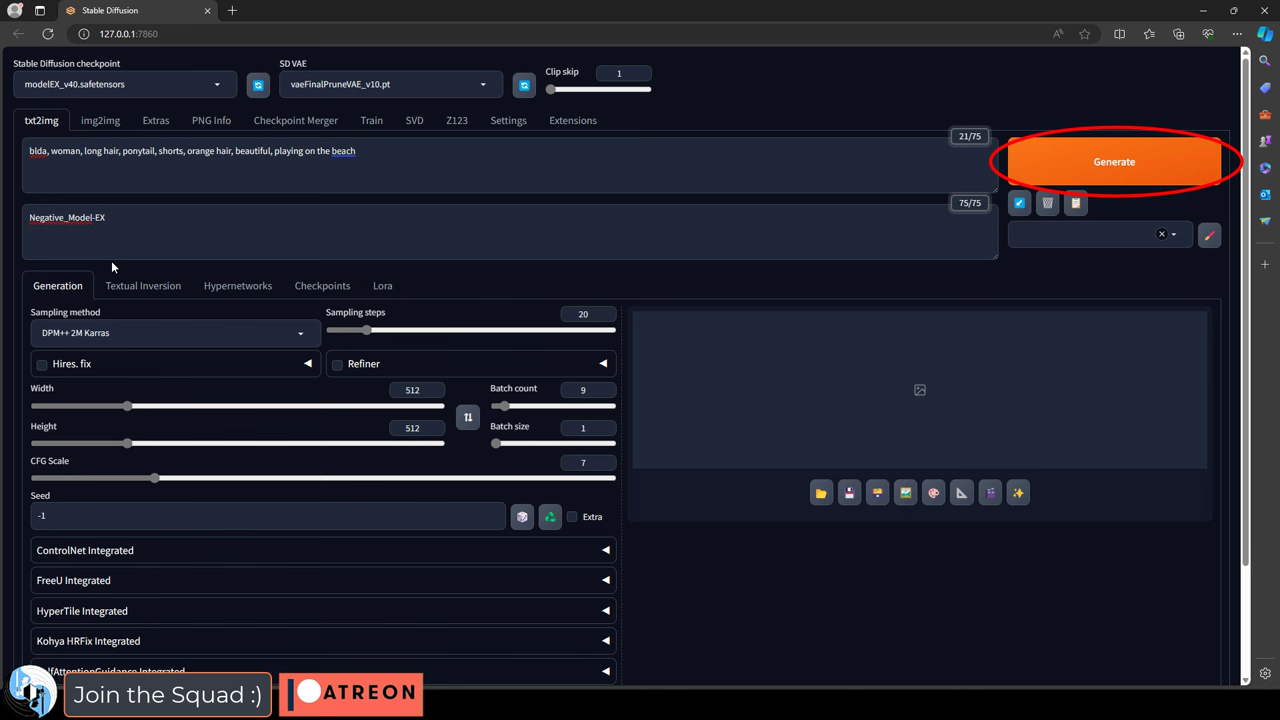 Stable Diffusion
127.0.0.1:7860
Stable Diffusion checkpoint
SD VAE
Clip skip
1
modelEX_v40.safetensors
vaeFinalPruneVAE_v10.pt
txt2img
img2img
Extras
PNG Info
Checkpoint Merger
Train
SVD
Z123
Settings
Extensions
21/75
blda, woman, long hair, ponytail, shorts, orange hair, beautiful, playing on the beach
Generate
75/75
Negative_Model-EX
Generation
Textual Inversion
Hypernetworks
Checkpoints
Lora
Sampling method
Sampling steps
20
DPM++ 2M Karras
Hires. fix
Refiner
Width
512
Batch count
9
Height
512
Batch size
1
CFG Scale
7
Seed
-1
Extra
ControlNet Integrated
FreeU Integrated
HyperTile Integrated
Kohya HRFix Integrated
SelfAttentionGuidance Integrated
Join the Squad :)
PATREON